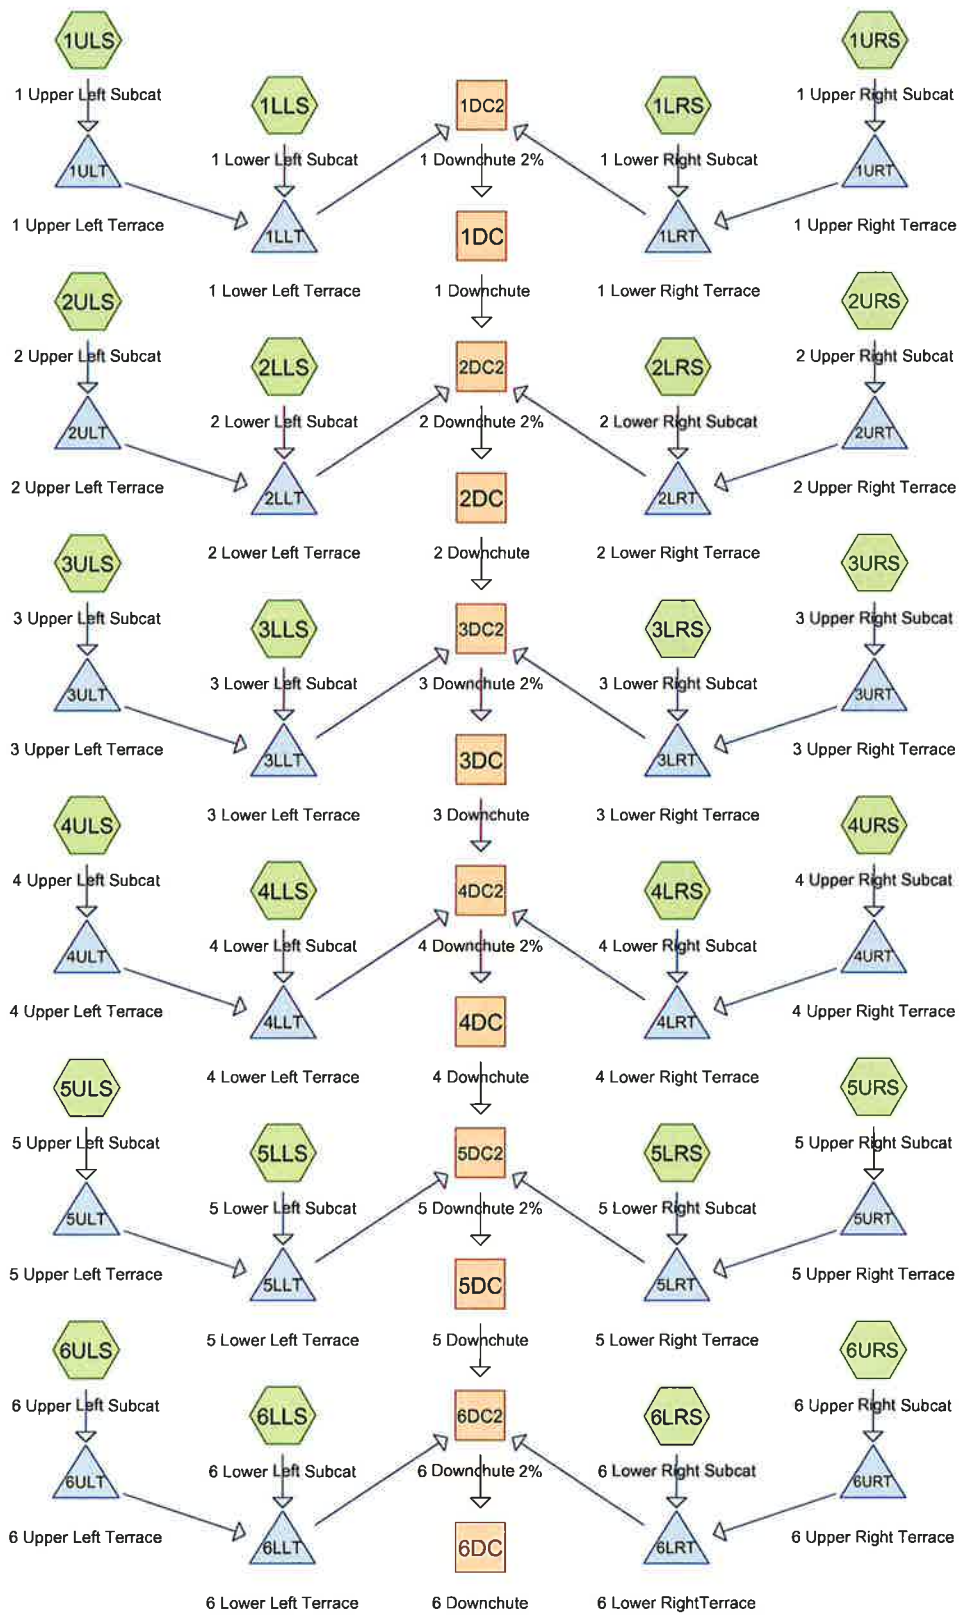 1ULS
1URS
1 Upper Left Subcat
1LLS
1DC2
1LRS
1 Upper Right Subcat
1ULT
1 Lower Left Subcat
1 Downchute 2%
1 Lower Right Subcat
1URT
1 Upper Left Terrace
1LLT
1DC
1LRT
1 Upper Right Terrace
1 Lower Left Terrace
1 Downchute
1 Lower Right Terrace
2ULS
2URS
2 Upper Left Subcat
2LLS
2DC2
2LRS
2 Upper Right Subcat
2ULT
2 Lower Left Subcat
2 Downchute 2%
2 Lower Right Subcat
2URT
2 Upper Left Terrace
2LLT
2DC
2LRT
2 Upper Right Terrace
2 Lower Left Terrace
2 Downchute
2 Lower Right Terrace
3ULS
3URS
3 Upper Left Subcat
3LLS
3DC2
3LRS
3 Upper Right Subcat
3ULT
3 Lower Left Subcat
3 Downchute 2%
3 Lower Right Subcat
3URT
3 Upper Left Terrace
3LLT
3DC
3LRT
3 Upper Right Terrace
3 Lower Left Terrace
3 Downchute
3 Lower Right Terrace
4ULS
4URS
4 Upper Left Subcat
4LLS
4DC2
4LRS
4 Upper Right Subcat
4ULT
4 Lower Left Subcat
4 Downchute 2%
4 Lower Right Subcat
4URT
4 Upper Left Terrace
4LLT
4DC
4LRT
4 Upper Right Terrace
4 Lower Left Terrace
4 Downchute
4 Lower Right Terrace
5ULS
5URS
5 Upper Left Subcat
5LLS
5DC2
5LRS
5 Upper Right Subcat
5ULT
5 Lower Left Subcat
5 Downchute 2%
5 Lower Right Subcat
5URT
5 Upper Left Terrace
5LLT
5DC
5LRT
5 Upper Right Terrace
5 Lower Left Terrace
5 Downchute
5 Lower Right Terrace
6ULS
6URS
6 Upper Left Subcat
6LLS
6DC2
6LRS
6 Upper Right Subcat
6ULT
6 Lower Left Subcat
6 Downchute 2%
6 Lower Right Subcat
6URT
6 Upper Left Terrace
6LLT
6DC
6LRT
6 Upper Right Terrace
6 Lower Left Terrace
6 Downchute
6 Lower RightTerrace